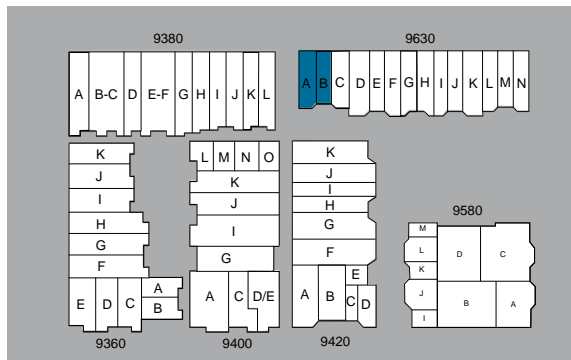 9380
9630
A B-C D E-F G H I J K L
A B C D E F G H I J K L M N
K
J
I
H
G
F
E D C
A
B
9360
L M N O
K
J
I
G
A C D/E
9400
K
J
I
H
G
F
E
A B C D
9420
9580
M
L
K
J
I
D C
B A